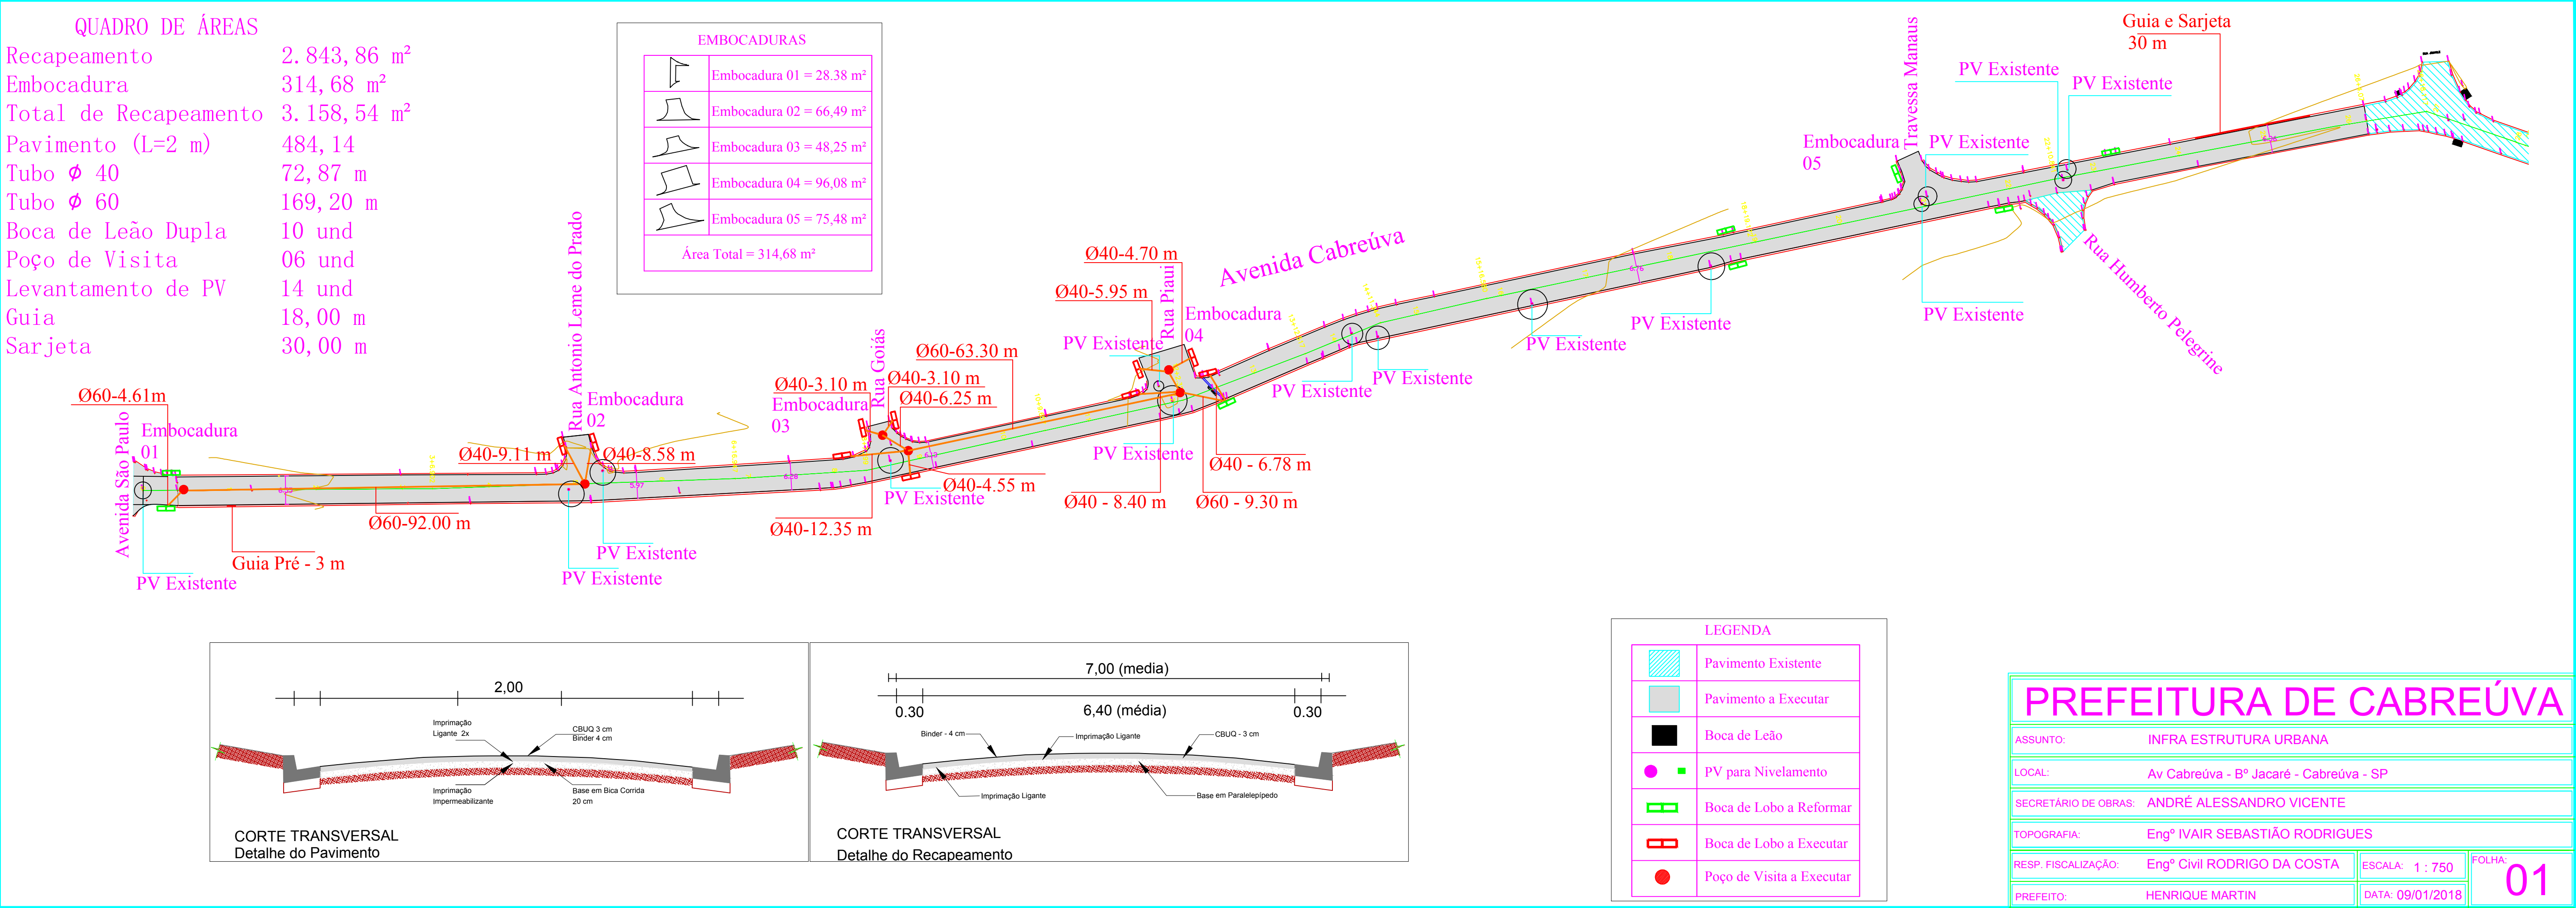 QUADRO DE ÁREAS
Recapeamento 2.843,86 m²
Embocadura 314,68 m²
Total de Recapeamento 3.158,54 m²
Pavimento (L=2 m) 484,14
Tubo ϕ 40 72,87 m
Tubo ϕ 60 169,20 m
Boca de Leão Dupla 10 und
Poço de Visita 06 und
Levantamento de PV 14 und
Guia 18,00 m
Sarjeta 30,00 m
EMBOCADURAS
Embocadura 01 = 28.38 m²
Embocadura 02 = 66,49 m²
Embocadura 03 = 48,25 m²
Embocadura 04 = 96,08 m²
Embocadura 05 = 75,48 m²
Área Total = 314,68 m²
Ø60-4.61m
Avenida São Paulo
Embocadura
01
PV Existente
Guia Pré - 3 m
6.33
Ø60-92.00 m
Ø40-9.11 m
Rua Antonio Leme do Prado
Embocadura
02
Ø40-8.58 m
5.97
PV Existente
PV Existente
6.28
Ø40-3.10 m
Embocadura
03
Rua Goiás
Ø60-63.30 m
Ø40-3.10 m
Ø40-6.25 m
Ø40-4.55 m
PV Existente
Ø40-12.35 m
Ø40-4.70 m
Ø40-5.95 m
Rua Piaui
PV Existente
Embocadura
04
PV Existente
Ø40 - 6.78 m
Ø40 - 8.40 m
Ø60 - 9.30 m
Avenida Cabreúva
PV Existente
PV Existente
PV Existente
6.76
PV Existente
Travessa Manaus
Embocadura
05
PV Existente
PV Existente
PV Existente
PV Existente
Rua Humberto Pelegrine
Guia e Sarjeta
30 m
6.36
2,00
Imprimação
Ligante 2x
CBUQ 3 cm
Binder 4 cm
Imprimação
Impermeabilizante
Base em Bica Corrida
20 cm
CORTE TRANSVERSAL
Detalhe do Pavimento
7,00 (media)
0.30
6,40 (média)
0.30
Binder - 4 cm
Imprimação Ligante
CBUQ - 3 cm
Imprimação Ligante
Base em Paralelepípedo
CORTE TRANSVERSAL
Detalhe do Recapeamento
LEGENDA
Pavimento Existente
Pavimento a Executar
Boca de Leão
PV para Nivelamento
Boca de Lobo a Reformar
Boca de Lobo a Executar
Poço de Visita a Executar
PREFEITURA DE CABREÚVA
ASSUNTO: INFRA ESTRUTURA URBANA
LOCAL: Av Cabreúva - Bº Jacaré - Cabreúva - SP
SECRETÁRIO DE OBRAS: ANDRÉ ALESSANDRO VICENTE
TOPOGRAFIA: Engº IVAIR SEBASTIÃO RODRIGUES
RESP. FISCALIZAÇÃO: Engº Civil RODRIGO DA COSTA
ESCALA: 1 : 750
FOLHA: 01
PREFEITO: HENRIQUE MARTIN
DATA: 09/01/2018